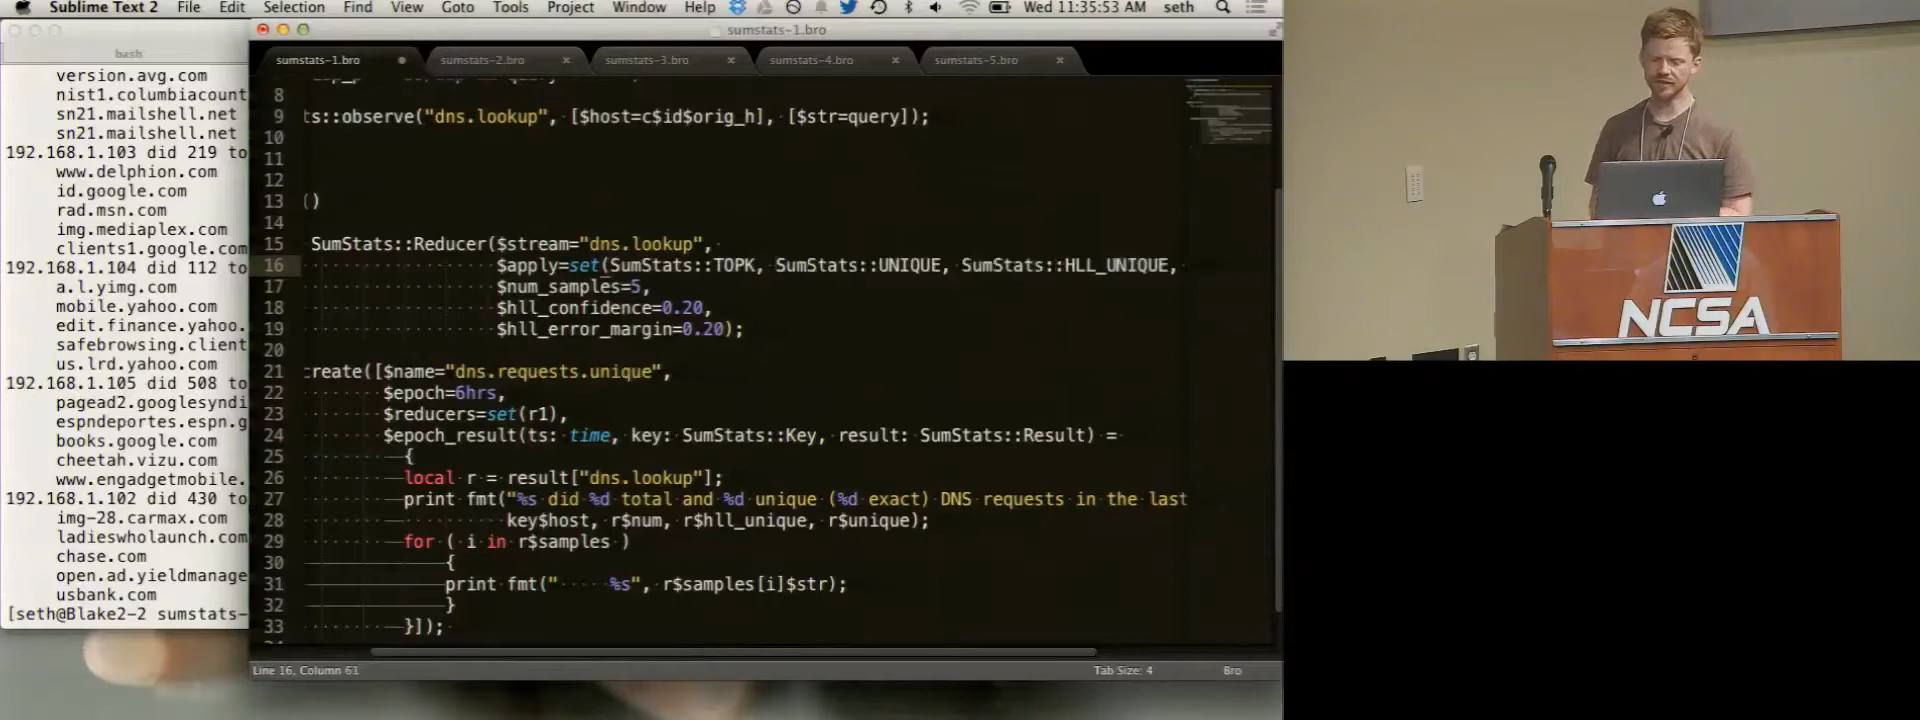 Sublime Text 2 File Edit Selection Find View Goto Tools Project Window Help Wed 11:35:53 AM seth
bash
version.avg.com
nist1.columbiacount
sn21.mailshell.net
sn21.mailshell.net
192.168.1.103 did 219 to
www.delphion.com
id.google.com
rad.msn.com
img.mediaplex.com
clients1.google.com
192.168.1.104 did 112 to
a.l.yimg.com
mobile.yahoo.com
edit.finance.yahoo.
safebrowsing.client
us.lrd.yahoo.com
192.168.1.105 did 508 to
pagead2.googlesyndi
espndeportes.espn.g
books.google.com
cheetah.vizu.com
www.engadgetmobile.
192.168.1.102 did 430 to
img-28.carmax.com
ladieswholaunch.com
chase.com
open.ad.yieldmanage
usbank.com
[seth@Blake2-2 sumstats-
sumstats-1.bro
sumstats-1.bro sumstats-2.bro sumstats-3.bro sumstats-4.bro sumstats-5.bro
8
9 ts::observe("dns.lookup", [$host=c$id$orig_h], [$str=query]);
10
11
12
13 ()
14
15 SumStats::Reducer($stream="dns.lookup",
16 $apply=set(SumStats::TOPK, SumStats::UNIQUE, SumStats::HLL_UNIQUE,
17 $num_samples=5,
18 $hll_confidence=0.20,
19 $hll_error_margin=0.20);
20
21 create([$name="dns.requests.unique",
22 $epoch=6hrs,
23 $reducers=set(r1),
24 $epoch_result(ts: time, key: SumStats::Key, result: SumStats::Result) =
25 {
26 local r = result["dns.lookup"];
27 print fmt("%s did %d total and %d unique (%d exact) DNS requests in the last
28 key$host, r$num, r$hll_unique, r$unique);
29 for ( i in r$samples )
30 {
31 print fmt("     %s", r$samples[i]$str);
32 }
33 }]);
Line 16, Column 61 Tab Size: 4 Bro
NCSA